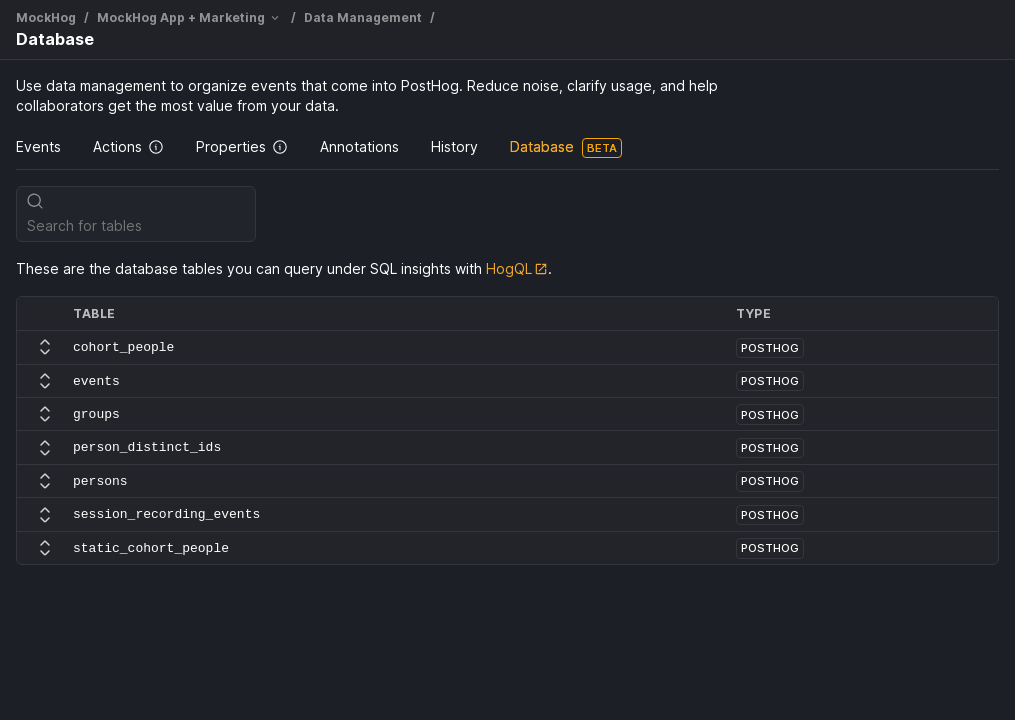 MockHog / MockHog App + Marketing / Data Management /
Database
Use data management to organize events that come into PostHog. Reduce noise, clarify usage, and help
collaborators get the most value from your data.
Events Actions Properties Annotations History Database BETA
Search for tables
These are the database tables you can query under SQL insights with HogQL.
TABLE TYPE
cohort_people POSTHOG
events POSTHOG
groups POSTHOG
person_distinct_ids POSTHOG
persons POSTHOG
session_recording_events POSTHOG
static_cohort_people POSTHOG